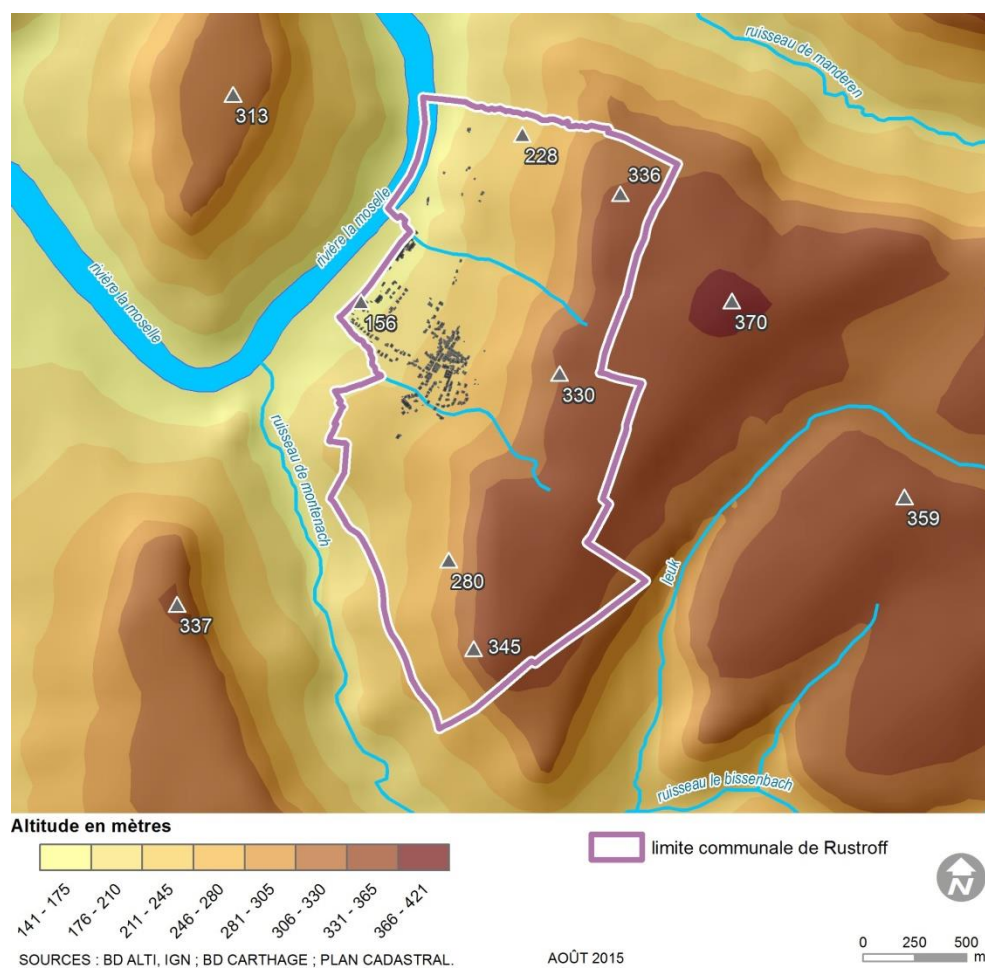 ruisseau de manderen
313
228
336
rivière la moselle
rivière la moselle
156
370
330
ruisseau de montenach
359
280
leuk
337
345
ruisseau le bissenbach
Altitude en mètres
141 - 175
176 - 210
211 - 245
246 - 280
281 - 305
306 - 330
331 - 365
366 - 421
limite communale de Rustroff
N
0 250 500
m
SOURCES : BD ALTI, IGN ; BD CARTHAGE ; PLAN CADASTRAL.
AOÛT 2015